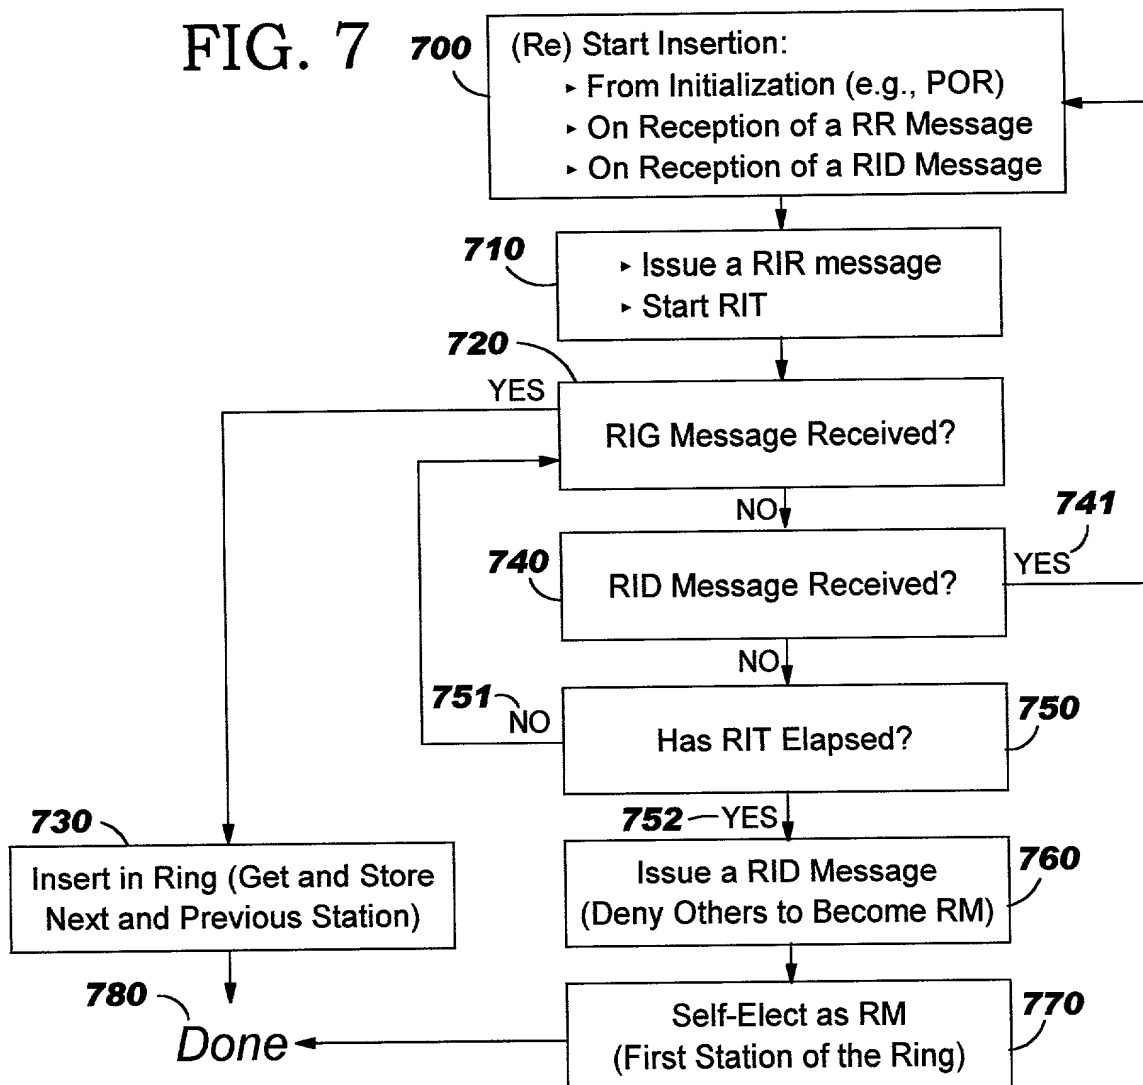 FIG. 7
700
(Re) Start Insertion:
▸ From Initialization (e.g., POR)
▸ On Reception of a RR Message
▸ On Reception of a RID Message
710
▸ Issue a RIR message
▸ Start RIT
720
YES
RIG Message Received?
NO
741
740
RID Message Received?
YES
NO
751
NO
Has RIT Elapsed?
750
752
YES
730
Insert in Ring (Get and Store
Next and Previous Station)
Issue a RID Message
(Deny Others to Become RM)
760
780
Done
Self-Elect as RM
(First Station of the Ring)
770